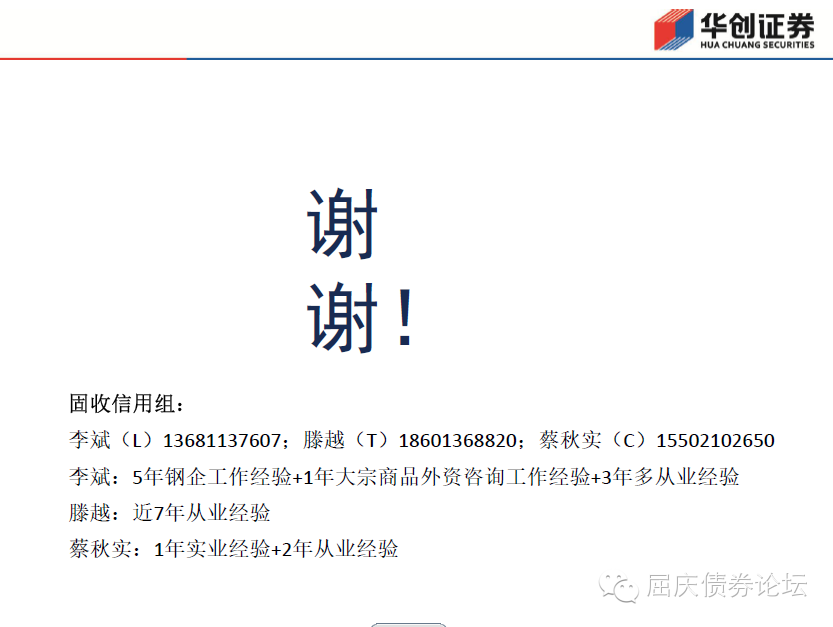 华创证券
HUA CHUANG SECURITIES
谢
谢！
固收信用组：
李斌（L）13681137607；滕越（T）18601368820；蔡秋实（C）15502102650
李斌：5年钢企工作经验+1年大宗商品外资咨询工作经验+3年多从业经验
滕越：近7年从业经验
蔡秋实：1年实业经验+2年从业经验
屈庆债券论坛